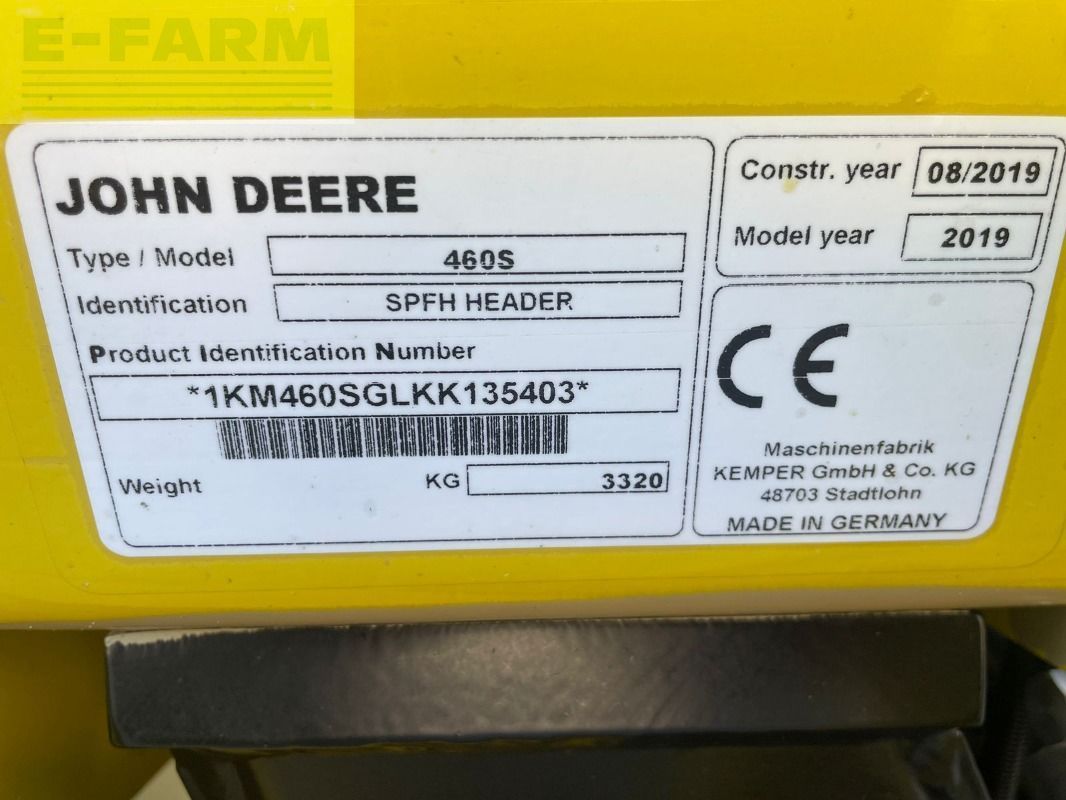 E-FARM
JOHN DEERE
Type / Model 460S
Identification SPFH HEADER
Product Identification Number
*1KM460SGLKK135403*
Weight KG 3320
Constr. year 08/2019
Model year 2019
CE
Maschinenfabrik
KEMPER GmbH & Co. KG
48703 Stadtlohn
MADE IN GERMANY